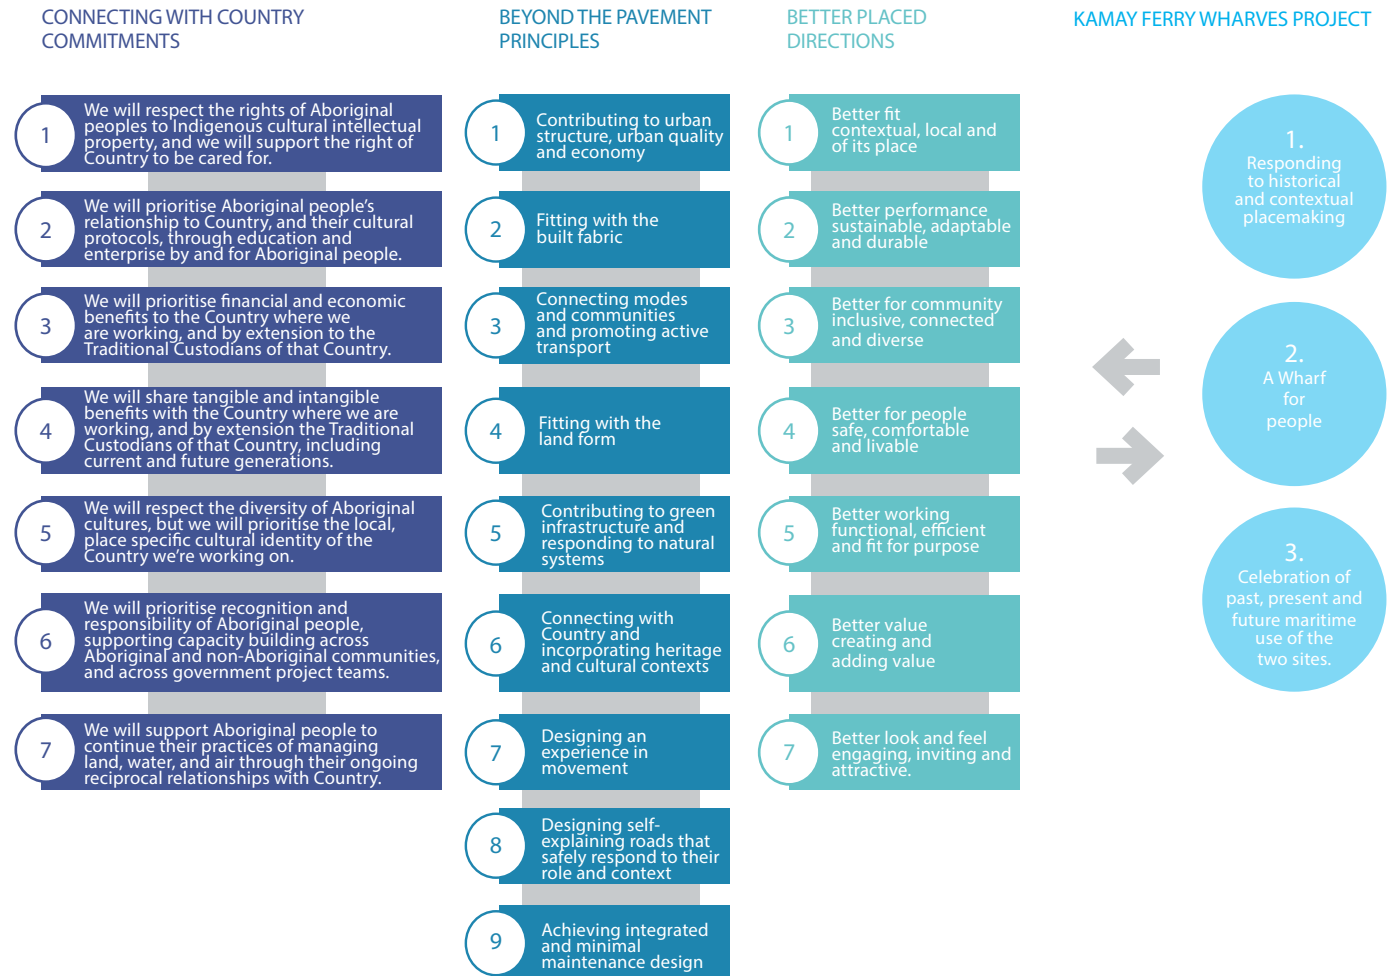 CONNECTING WITH COUNTRY
COMMITMENTS
1
We will respect the rights of Aboriginal
peoples to Indigenous cultural intellectual
property, and we will support the right of
Country to be cared for.
2
We will prioritise Aboriginal people’s
relationship to Country, and their cultural
protocols, through education and
enterprise by and for Aboriginal people.
3
We will prioritise financial and economic
benefits to the Country where we
are working, and by extension to the
Traditional Custodians of that Country.
4
We will share tangible and intangible
benefits with the Country where we are
working, and by extension the Traditional
Custodians of that Country, including
current and future generations.
5
We will respect the diversity of Aboriginal
cultures, but we will prioritise the local,
place specific cultural identity of the
Country we’re working on.
6
We will prioritise recognition and
responsibility of Aboriginal people,
supporting capacity building across
Aboriginal and non-Aboriginal communities,
and across government project teams.
7
We will support Aboriginal people to
continue their practices of managing
land, water, and air through their ongoing
reciprocal relationships with Country.
BEYOND THE PAVEMENT
PRINCIPLES
1
Contributing to urban
structure, urban quality
and economy
2
Fitting with the
built fabric
3
Connecting modes
and communities
and promoting active
transport
4
Fitting with the
land form
5
Contributing to green
infrastructure and
responding to natural
systems
6
Connecting with
Country and
incorporating heritage
and cultural contexts
7
Designing an
experience in
movement
8
Designing self-
explaining roads that
safely respond to their
role and context
9
Achieving integrated
and minimal
maintenance design
BETTER PLACED
DIRECTIONS
1
Better fit
contextual, local and
of its place
2
Better performance
sustainable, adaptable
and durable
3
Better for community
inclusive, connected
and diverse
4
Better for people
safe, comfortable
and livable
5
Better working
functional, efficient
and fit for purpose
6
Better value
creating and
adding value
7
Better look and feel
engaging, inviting and
attractive.
KAMAY FERRY WHARVES PROJECT
1.
Responding
to historical
and contextual
placemaking
2.
A Wharf
for
people
3.
Celebration of
past, present and
future maritime
use of the
two sites.